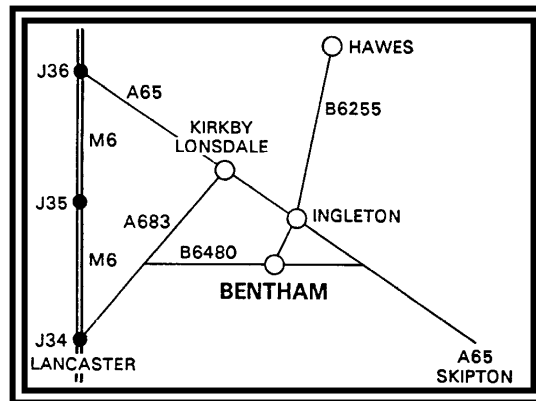 HAWES
J36
A65
B6255
KIRKBY
LONSDALE
M6
J35
A683
INGLETON
B6480
M6
BENTHAM
J34
LANCASTER
A65
SKIPTON